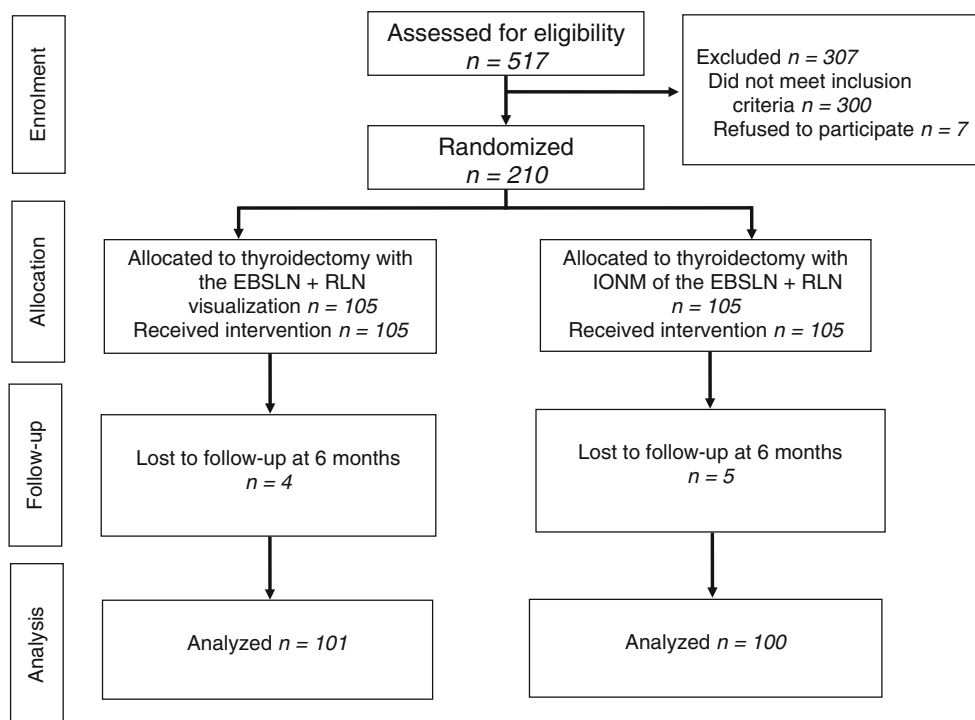 Enrolment
Assessed for eligibility
n = 517
Excluded n = 307
Did not meet inclusion
criteria n = 300
Refused to participate n = 7
Randomized
n = 210
Allocation
Allocated to thyroidectomy with
the EBSLN + RLN
visualization n = 105
Received intervention n = 105
Allocated to thyroidectomy with
IONM of the EBSLN + RLN
n = 105
Received intervention n = 105
Follow-up
Lost to follow-up at 6 months
n = 4
Lost to follow-up at 6 months
n = 5
Analysis
Analyzed n = 101
Analyzed n = 100